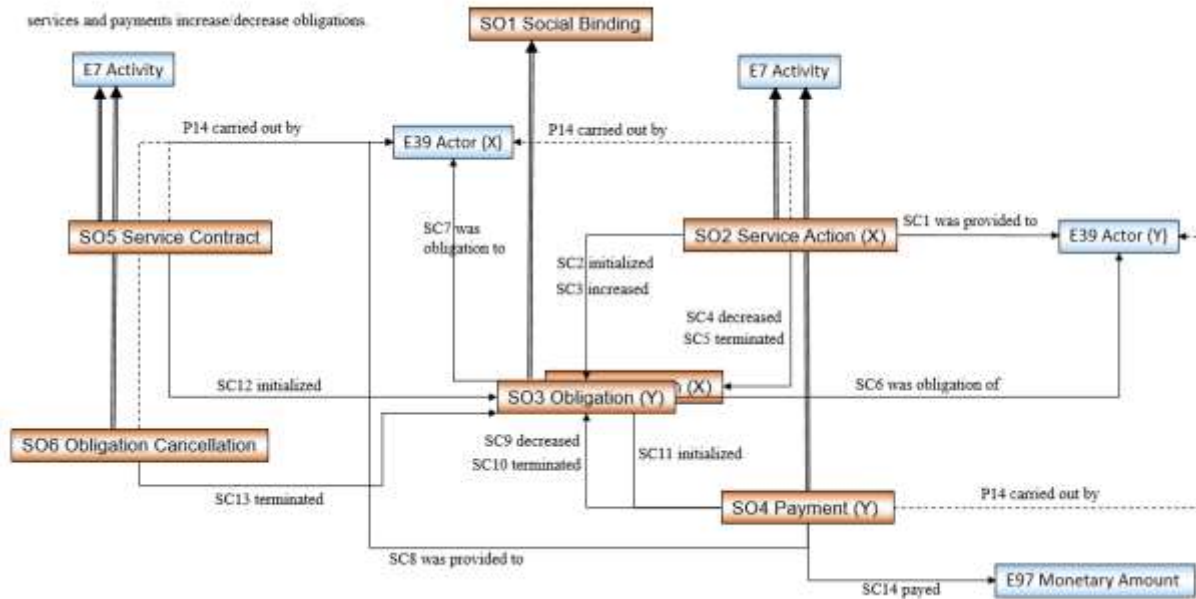 services and payments increase/decrease obligations.
SO1 Social Binding
E7 Activity
E7 Activity
P14 carried out by
E39 Actor (X)
P14 carried out by
SO5 Service Contract
SC7 was
obligation to
SO2 Service Action (X)
SC1 was provided to
E39 Actor (Y)
SC2 initialized
SC3 increased
SC4 decreased
SC5 terminated
SC12 initialized
(X)
SO3 Obligation (Y)
SC6 was obligation of
SO6 Obligation Cancellation
SC9 decreased
SC10 terminated
SC11 initialized
SC13 terminated
SO4 Payment (Y)
P14 carried out by
SC8 was provided to
SC14 payed
E97 Monetary Amount